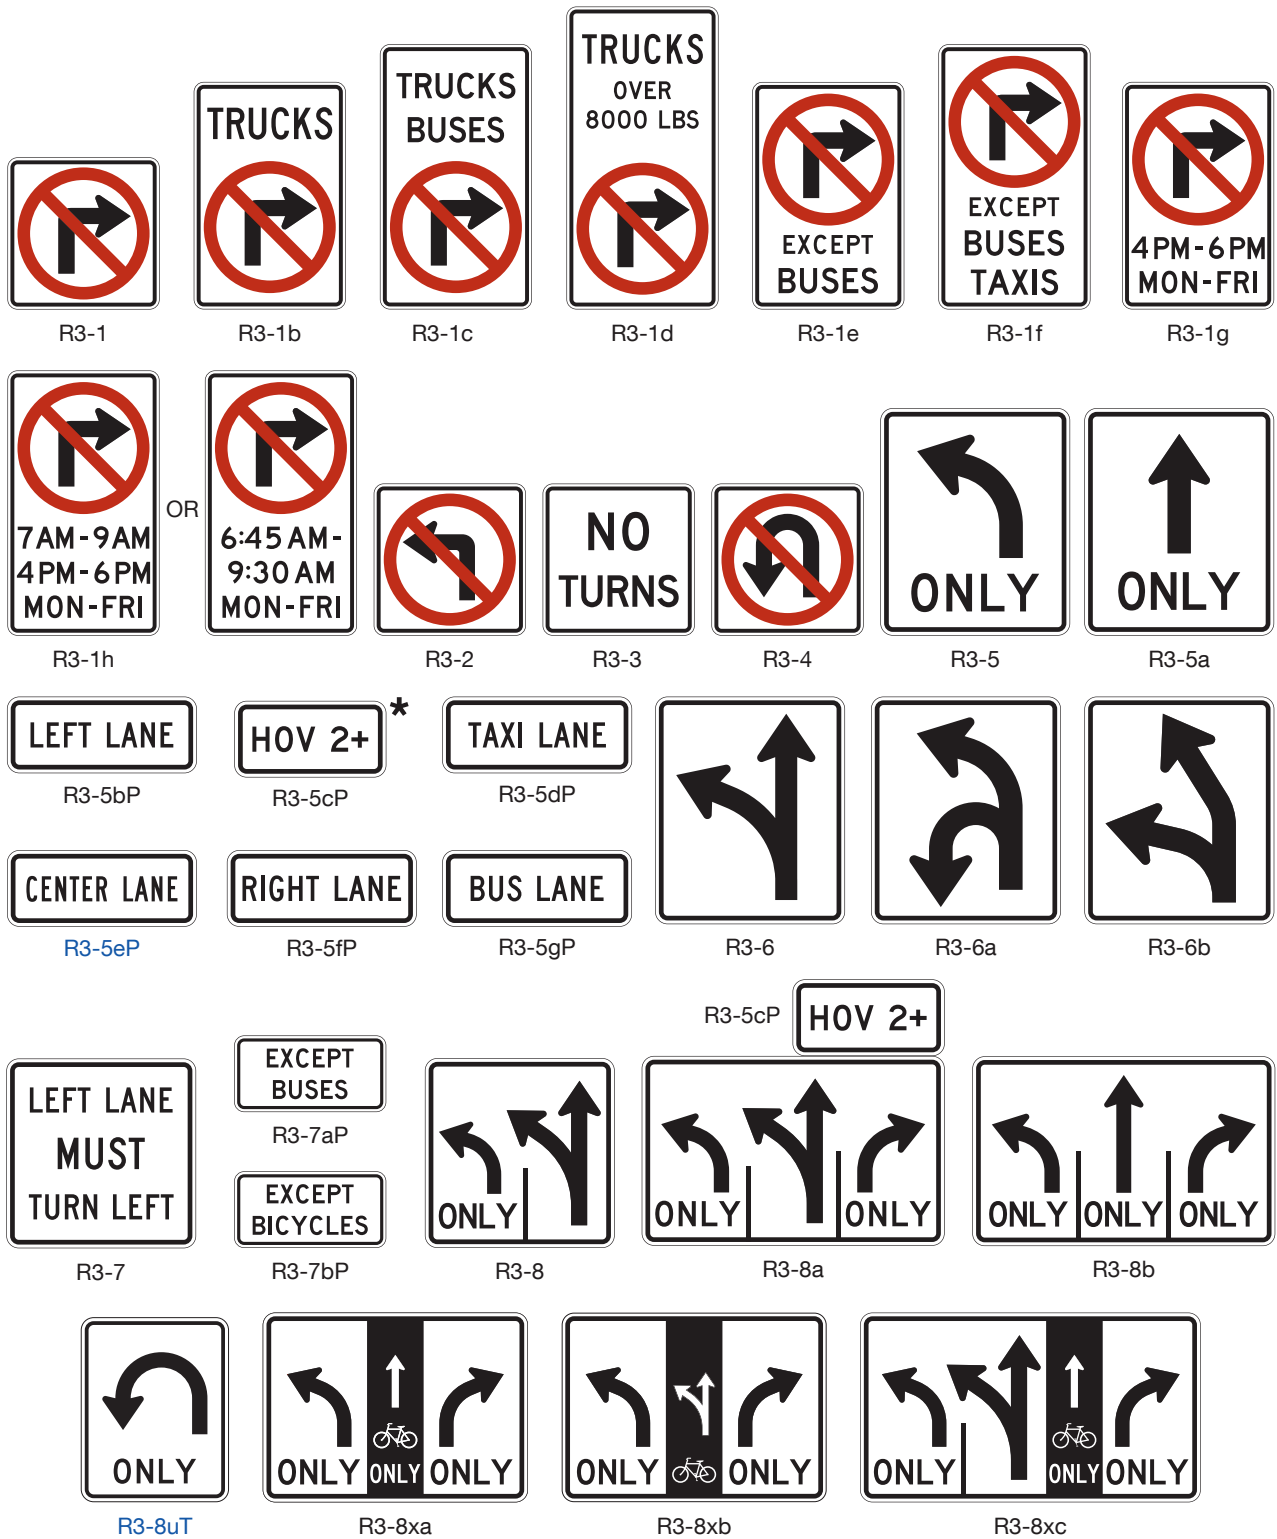 TRUCKS
TRUCKS
BUSES
TRUCKS
OVER
8000 LBS
EXCEPT
BUSES
EXCEPT
BUSES
TAXIS
4PM-6PM
MON-FRI
R3-1
R3-1b
R3-1c
R3-1d
R3-1e
R3-1f
R3-1g
7AM-9AM
4PM-6PM
MON-FRI
OR
6:45 AM-
9:30 AM
MON-FRI
NO
TURNS
ONLY
ONLY
R3-1h
R3-2
R3-3
R3-4
R3-5
R3-5a
LEFT LANE
HOV 2+ *
TAXI LANE
R3-5bP
R3-5cP
R3-5dP
CENTER LANE
RIGHT LANE
BUS LANE
R3-5eP
R3-5fP
R3-5gP
R3-6
R3-6a
R3-6b
R3-5cP
HOV 2+
LEFT LANE
MUST
TURN LEFT
EXCEPT
BUSES
R3-7aP
EXCEPT
BICYCLES
ONLY
ONLY
ONLY
ONLY
ONLY
ONLY
R3-7
R3-7bP
R3-8
R3-8a
R3-8b
ONLY
ONLY
ONLY
ONLY
ONLY
ONLY
ONLY
ONLY
ONLY
R3-8uT
R3-8xa
R3-8xb
R3-8xc